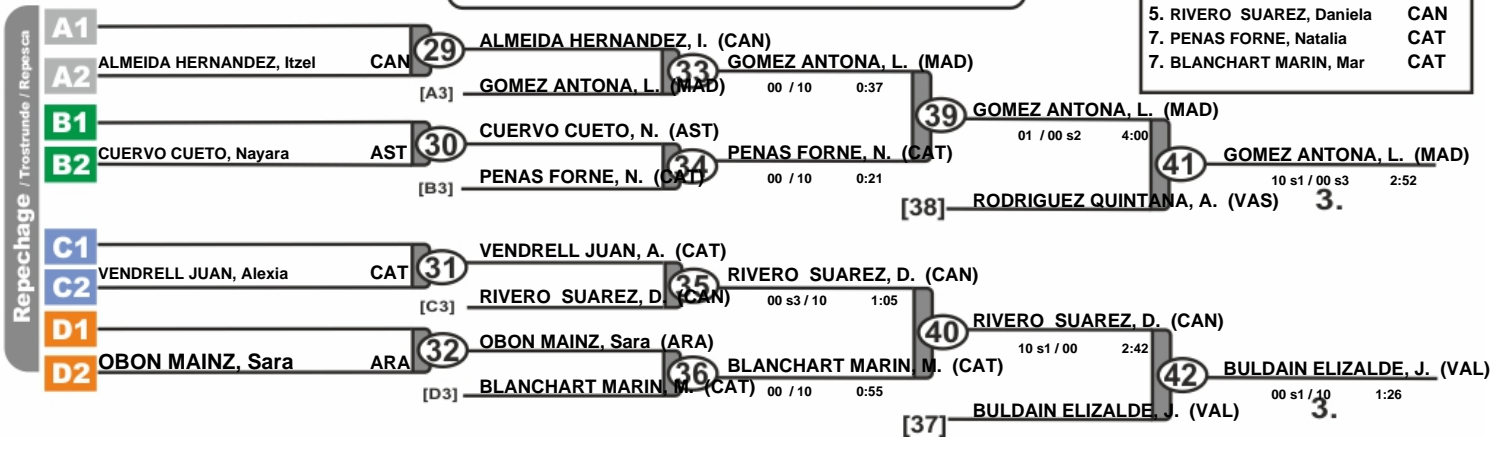 5. RIVERO SUAREZ, Daniela CAN
7. PENAS FORNE, Natalia CAT
7. BLANCHART MARIN, Mar CAT
Repechage / Trostrunde / Repesca
A1
ALMEIDA HERNANDEZ, Itzel CAN
A2
29
ALMEIDA HERNANDEZ, I. (CAN)
[A3] GOMEZ ANTONA, L. (MAD)
33
GOMEZ ANTONA, L. (MAD)
00 / 10 0:37
B1
CUERVO CUETO, Nayara AST
B2
30
CUERVO CUETO, N. (AST)
[B3] PENAS FORNE, N. (CAT)
34
PENAS FORNE, N. (CAT)
00 / 10 0:21
39
GOMEZ ANTONA, L. (MAD)
01 / 00 s2 4:00
[38] RODRIGUEZ QUINTANA, A. (VAS)
41
GOMEZ ANTONA, L. (MAD)
10 s1 / 00 s3 2:52
3.
C1
VENDRELL JUAN, Alexia CAT
C2
31
VENDRELL JUAN, A. (CAT)
[C3] RIVERO SUAREZ, D. (CAN)
35
RIVERO SUAREZ, D. (CAN)
00 s3 / 10 1:05
D1
OBON MAINZ, Sara ARA
D2
32
OBON MAINZ, Sara (ARA)
[D3] BLANCHART MARIN, M. (CAT)
36
BLANCHART MARIN, M. (CAT)
00 / 10 0:55
40
RIVERO SUAREZ, D. (CAN)
10 s1 / 00 2:42
[37] BULDAIN ELIZALDE, J. (VAL)
42
BULDAIN ELIZALDE, J. (VAL)
00 s1 / 10 1:26
3.